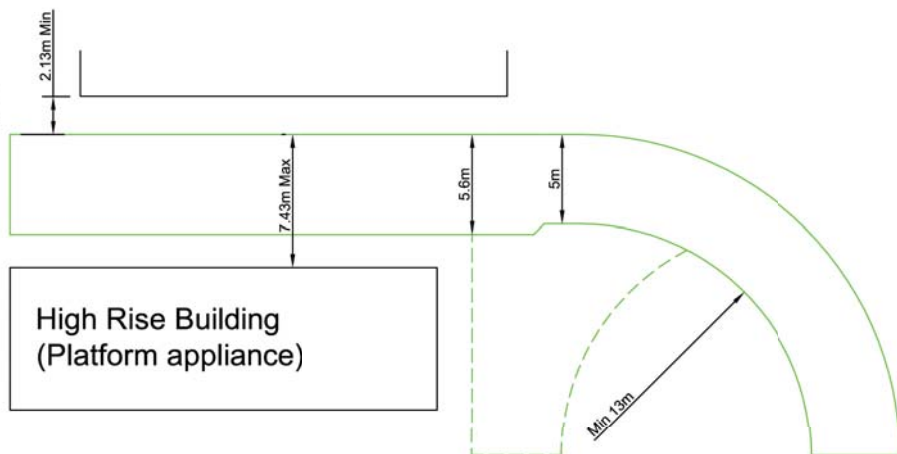 2.13m Min
7.43m Max
5.6m
5m
High Rise Building
(Platform appliance)
Min 13m